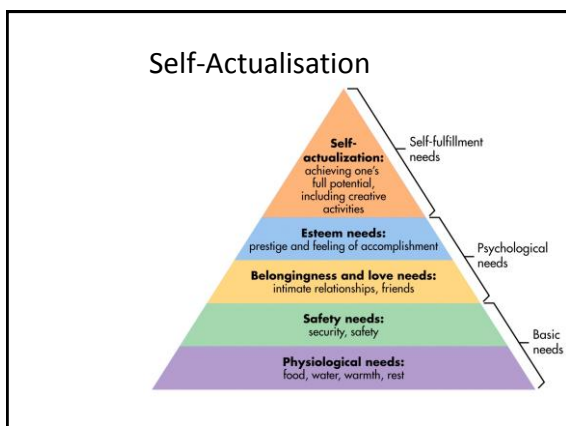 Self-Actualisation
Self-
actualization:
achieving one's
full potential,
including creative
activities
Self-fulfillment
needs
Esteem needs:
prestige and feeling of accomplishment
Psychological
needs
Belongingness and love needs:
intimate relationships, friends
Safety needs:
security, safety
Basic
needs
Physiological needs:
food, water, warmth, rest